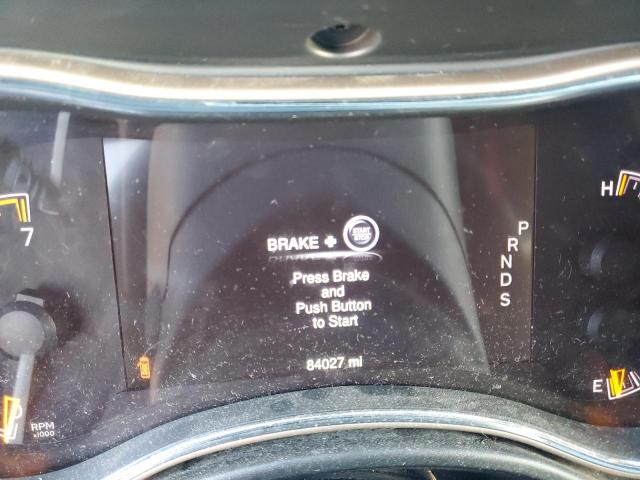 7
H
P
R
N
D
S
BRAKE + START STOP
Press Brake
and
Push Button
to Start
84027 mi
E
RPM
x1000